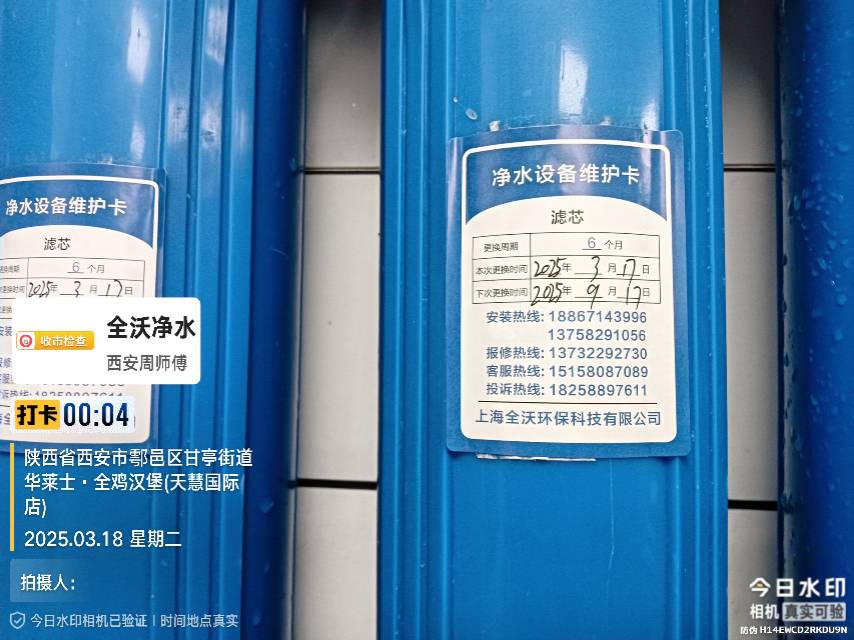 净水设备维护卡
滤芯
更换周期 6 个月
本次更换时间 2025年 3 月 17 日
下次更换时间 2025年 9 月 17 日
安装热线: 18867143996
13758291056
报修热线: 13732292730
客服热线: 15158087089
投诉热线: 18258897611
上海全沃环保科技有限公司
净水设备维护卡
滤芯
6 个月
2025年 3 月 17 日
收市检查
全沃净水
西安周师傅
打卡 00:04
陕西省西安市鄠邑区甘亭街道
华莱士·全鸡汉堡(天慧国际
店)
2025.03.18 星期二
拍摄人:
今日水印相机已验证 | 时间地点真实
今日水印
相机 真实可验
防伪 H14EWCD2RKDU9N